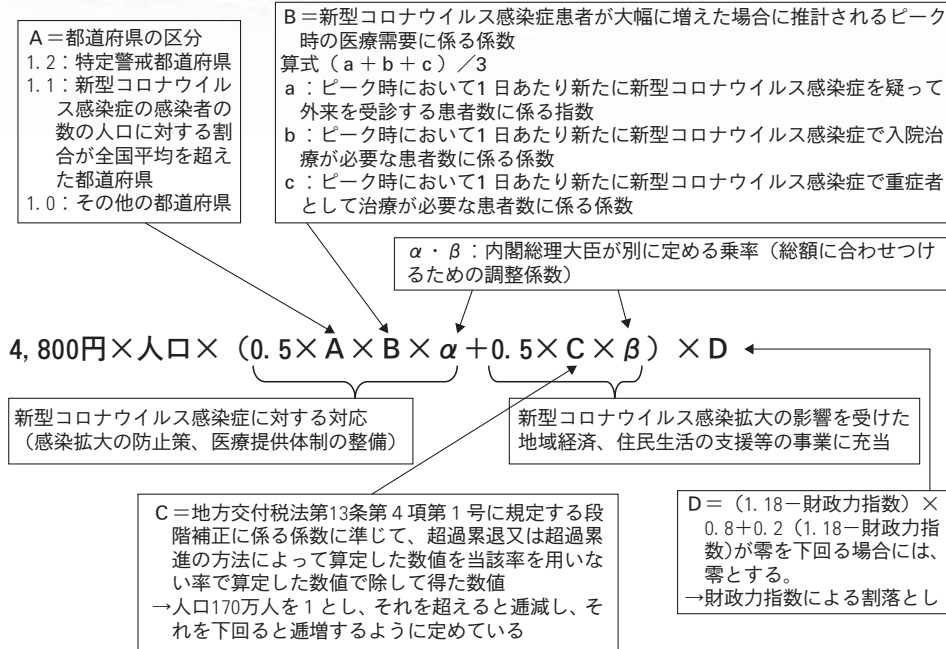 A＝都道府県の区分
1.2：特定警戒都道府県
1.1：新型コロナウイル
ス感染症の感染者の
数の人口に対する割
合が全国平均を超え
た都道府県
1.0：その他の都道府県
B＝新型コロナウイルス感染症患者が大幅に増えた場合に推計されるピーク
時の医療需要に係る係数
算式（a＋b＋c）／3
a：ピーク時において1日あたり新たに新型コロナウイルス感染症を疑って
外来を受診する患者数に係る指数
b：ピーク時において1日あたり新たに新型コロナウイルス感染症で入院治
療が必要な患者数に係る係数
c：ピーク時において1日あたり新たに新型コロナウイルス感染症で重症者
として治療が必要な患者数に係る係数
α・β：内閣総理大臣が別に定める乗率（総額に合わせつけ
るための調整係数）
4,800円×人口×（0.5×A×B×α＋0.5×C×β）×D
新型コロナウイルス感染症に対する対応
（感染拡大の防止策、医療提供体制の整備）
新型コロナウイルス感染拡大の影響を受けた
地域経済、住民生活の支援等の事業に充当
C＝地方交付税法第13条第4項第1号に規定する段
階補正に係る係数に準じて、超過累退又は超過累
進の方法によって算定した数値を当該率を用いな
い率で算定した数値で除して得た数値
→人口170万人を1とし、それを超えると逓減し、そ
れを下回ると逓増するように定めている
D＝（1.18－財政力指数）×
0.8＋0.2（1.18－財政力指
数）が零を下回る場合には、
零とする。
→財政力指数による割落とし